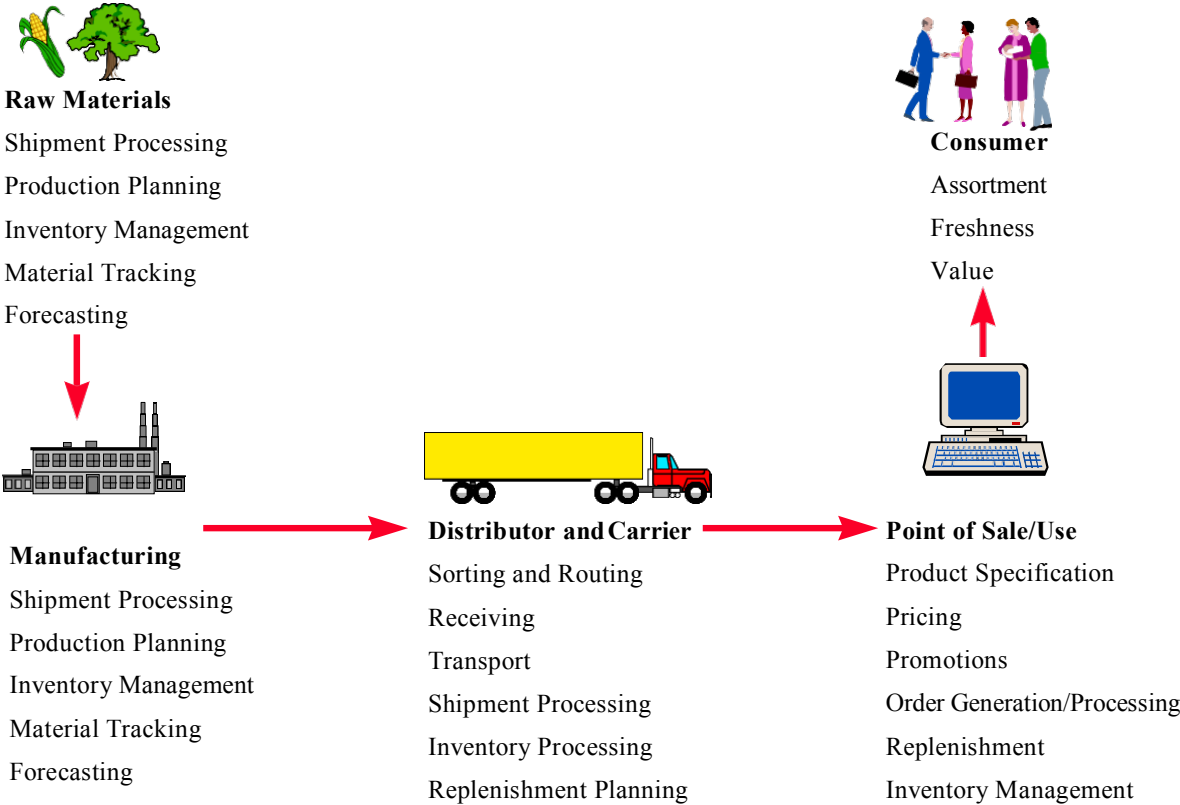 Raw Materials
Shipment Processing
Production Planning
Inventory Management
Material Tracking
Forecasting
Manufacturing
Shipment Processing
Production Planning
Inventory Management
Material Tracking
Forecasting
Distributor and Carrier
Sorting and Routing
Receiving
Transport
Shipment Processing
Inventory Processing
Replenishment Planning
Point of Sale/Use
Product Specification
Pricing
Promotions
Order Generation/Processing
Replenishment
Inventory Management
Consumer
Assortment
Freshness
Value